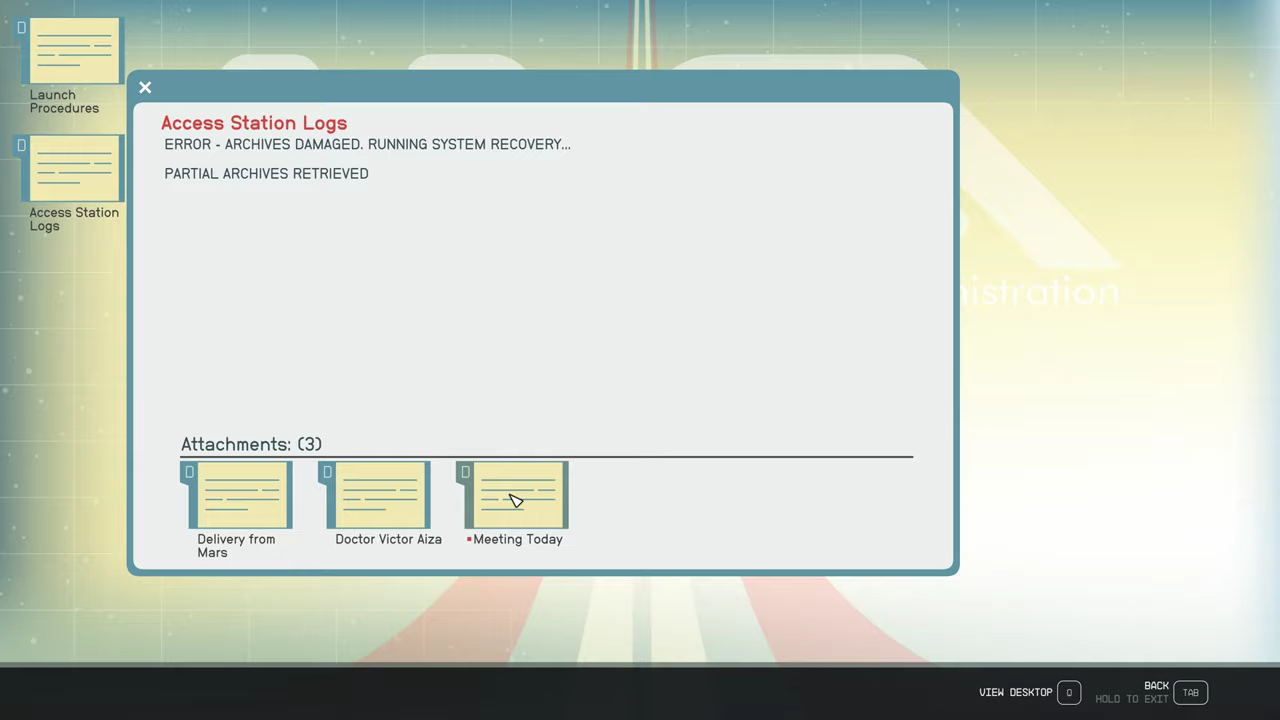 Launch
Procedures
Access Station
Logs
Access Station Logs
ERROR - ARCHIVES DAMAGED. RUNNING SYSTEM RECOVERY...
PARTIAL ARCHIVES RETRIEVED
Attachments: (3)
Delivery from
Mars
Doctor Victor Aiza
Meeting Today
nistration
VIEW DESKTOP Q
BACK
HOLD TO EXIT TAB